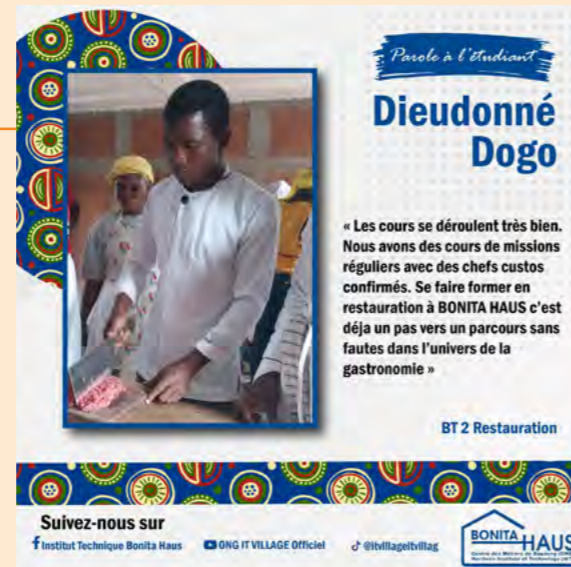 Parole à l'étudiant
Dieudonné
Dogo
« Les cours se déroulent très bien.
Nous avons des cours de missions
réguliers avec des chefs custos
confirmés. Se faire former en
restauration à BONITA HAUS c'est
déja un pas vers un parcours sans
fautes dans l'univers de la
gastronomie »
BT 2 Restauration
Suivez-nous sur
Institut Technique Bonita Haus
ONG IT VILLAGE Officiel
@itvillageitvillag
BONITA HAUS